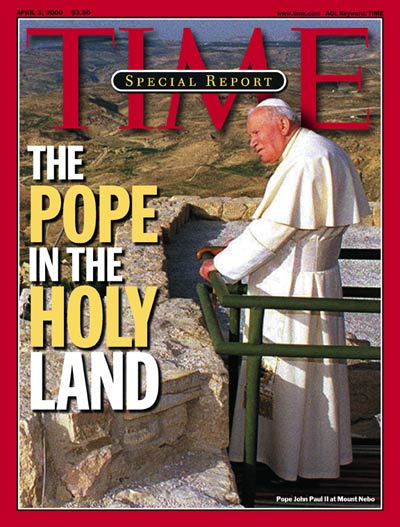 APRIL 3, 2000 $3.50 www.time.com AOL Keyword: TIME
TIME
SPECIAL REPORT
THE
POPE
IN THE
HOLY
LAND
Pope John Paul II at Mount Nebo